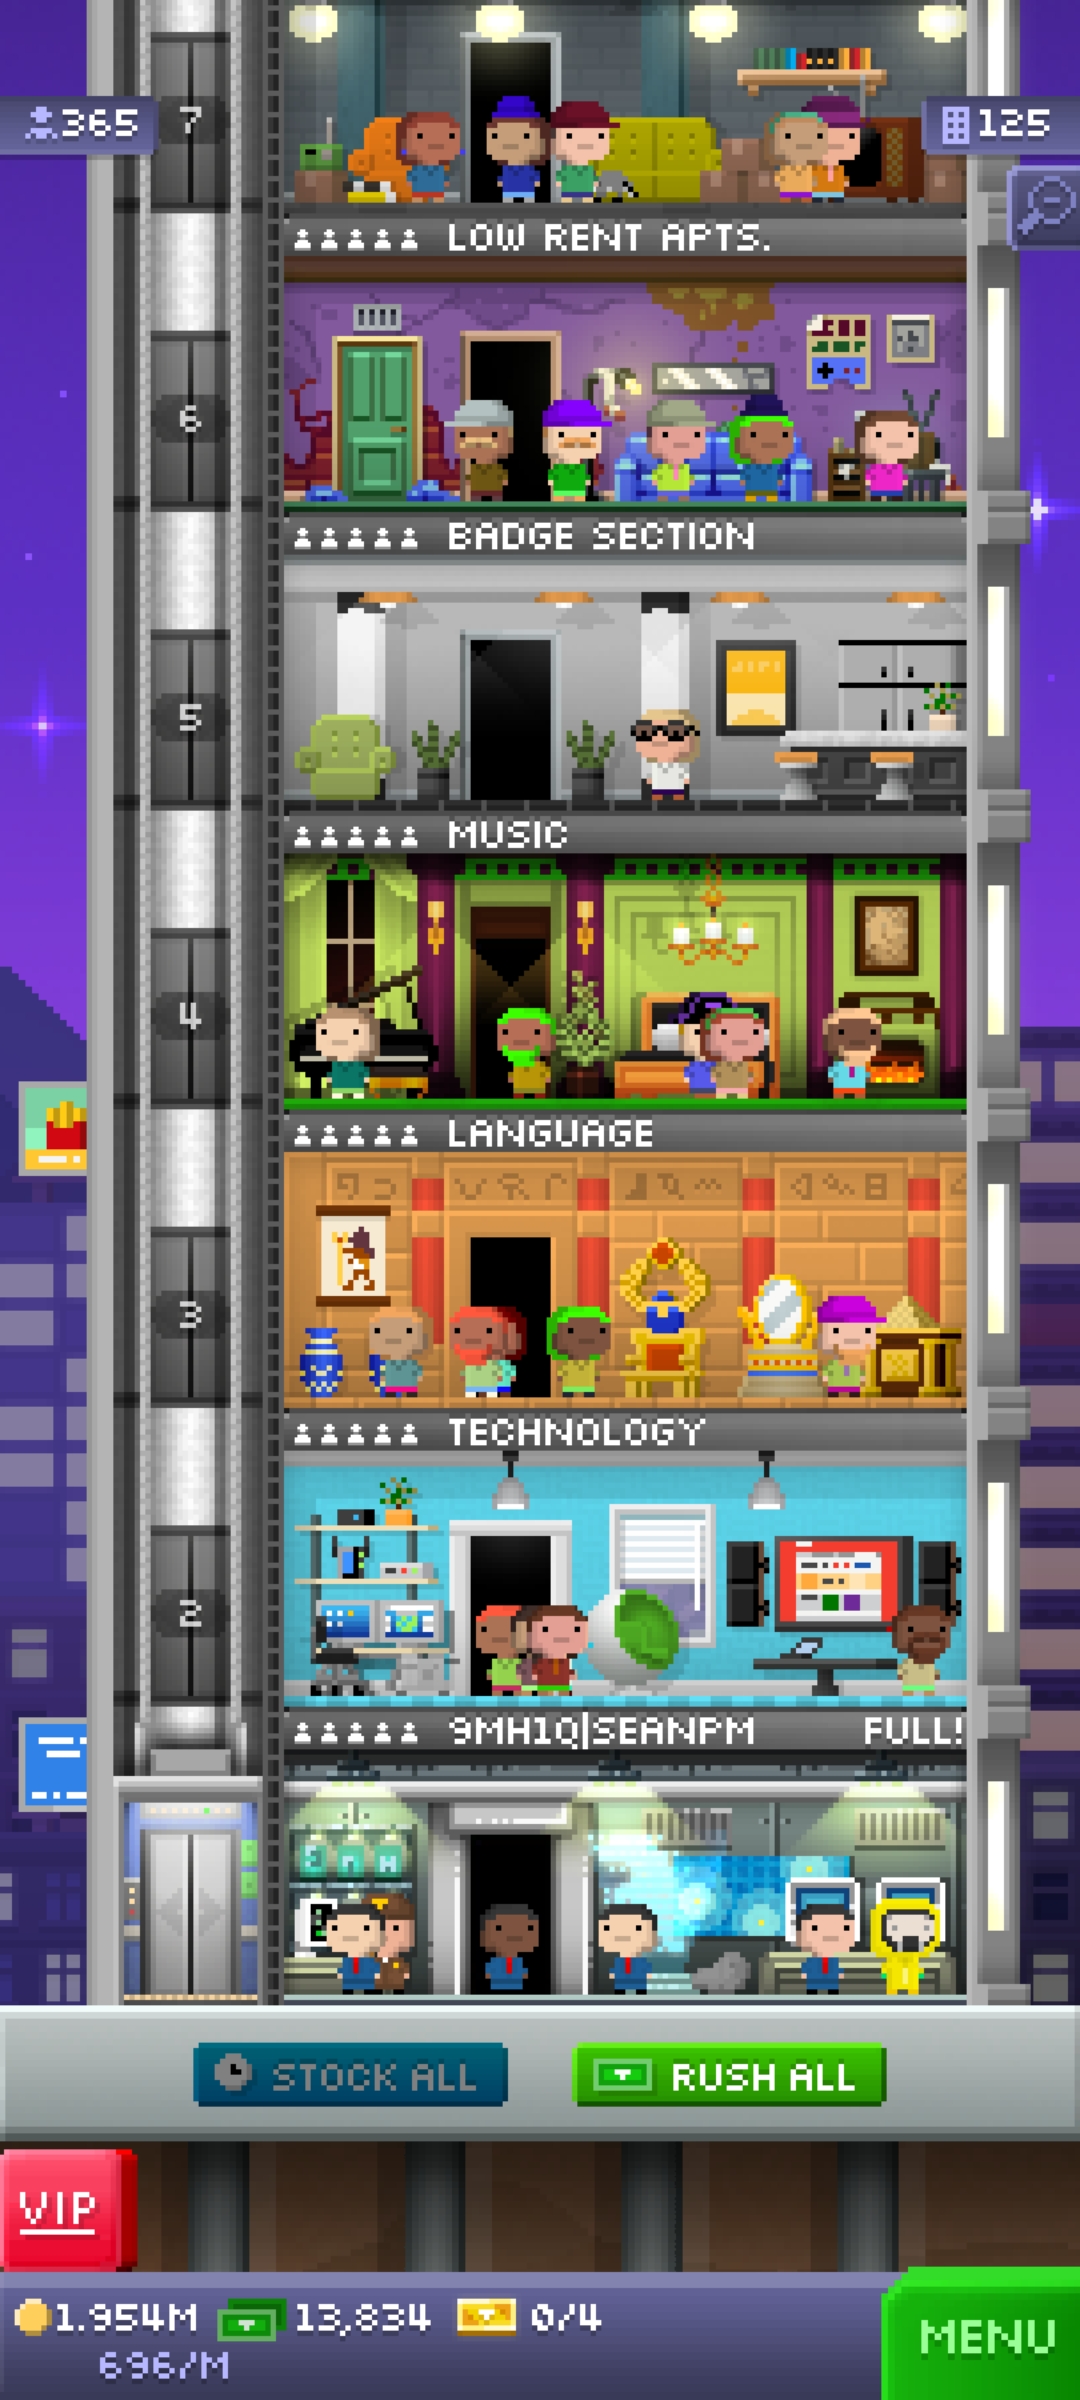 365
7
125
LOW RENT APTS.
6
BADGE SECTION
5
MUSIC
4
LANGUAGE
3
TECHNOLOGY
2
9MH1Q|SEANPM FULL!
STOCK ALL
RUSH ALL
VIP
1.954M 13,834 0/4
696/M
MENU